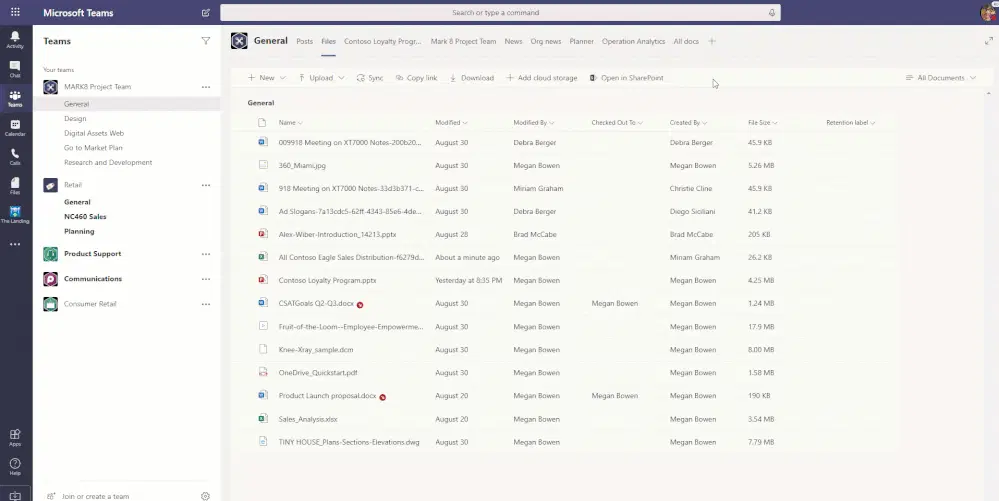 Microsoft Teams
Search or type a command
Activity
Chat
Teams
Calendar
Calls
Files
The Landing
Apps
Help
Teams
Your teams
MARK8 Project Team
General
Design
Digital Assets Web
Go to Market Plan
Research and Development
Retail
General
NC460 Sales
Planning
Product Support
Communications
Consumer Retail
Join or create a team
General Posts Files Contoso Loyalty Progr... Mark 8 Project Team News Org news Planner Operation Analytics All docs
New Upload Sync Copy link Download Add cloud storage Open in SharePoint All Documents
General
Name Modified Modified By Checked Out To Created By File Size Retention label
009918 Meeting on XT7000 Notes-200b20... August 30 Debra Berger Debra Berger 45.9 KB
360_Miami.jpg August 30 Megan Bowen Megan Bowen 5.26 MB
918 Meeting on XT7000 Notes-33d3b371-c... August 30 Miriam Graham Christie Cline 45.9 KB
Ad Slogans-7a13cdc5-62ff-4343-85e6-4de... August 30 Debra Berger Diego Siciliani 41.2 KB
Alex-Wiber-Introduction_14213.pptx August 28 Brad McCabe Brad McCabe 205 KB
All Contoso Eagle Sales Distribution-f6279d... About a minute ago Megan Bowen Miriam Graham 26.2 KB
Contoso Loyalty Program.pptx Yesterday at 8:35 PM Megan Bowen Megan Bowen 4.25 MB
CSATGoals Q2-Q3.docx August 30 Megan Bowen Megan Bowen Megan Bowen 1.24 MB
Fruit-of-the-Loom--Employee-Empowerme... August 30 Megan Bowen Megan Bowen 17.9 MB
Knee-Xray_sample.dcm August 30 Megan Bowen Megan Bowen 8.00 MB
OneDrive_Quickstart.pdf August 30 Megan Bowen Megan Bowen 1.58 MB
Product Launch proposal.docx August 20 Megan Bowen Megan Bowen Megan Bowen 190 KB
Sales_Analysis.xlsx August 20 Megan Bowen Megan Bowen 3.54 MB
TINY HOUSE_Plans-Sections-Elevations.dwg August 30 Megan Bowen Megan Bowen 7.79 MB